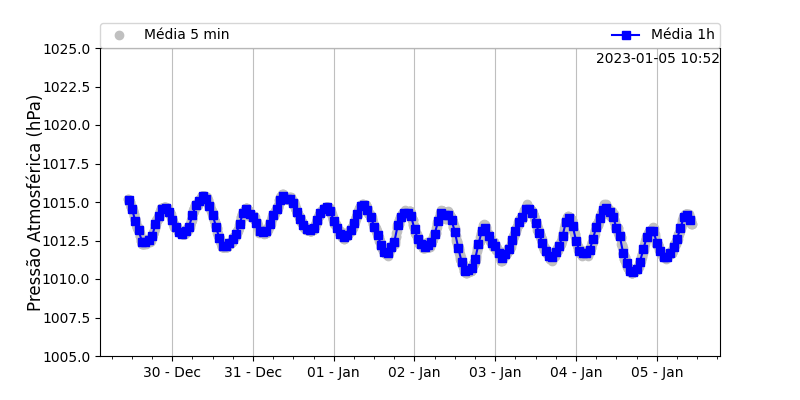 Média 5 min
Média 1h
2023-01-05 10:52
Pressão Atmosférica (hPa)
1025.0
1022.5
1020.0
1017.5
1015.0
1012.5
1010.0
1007.5
1005.0
30 - Dec
31 - Dec
01 - Jan
02 - Jan
03 - Jan
04 - Jan
05 - Jan